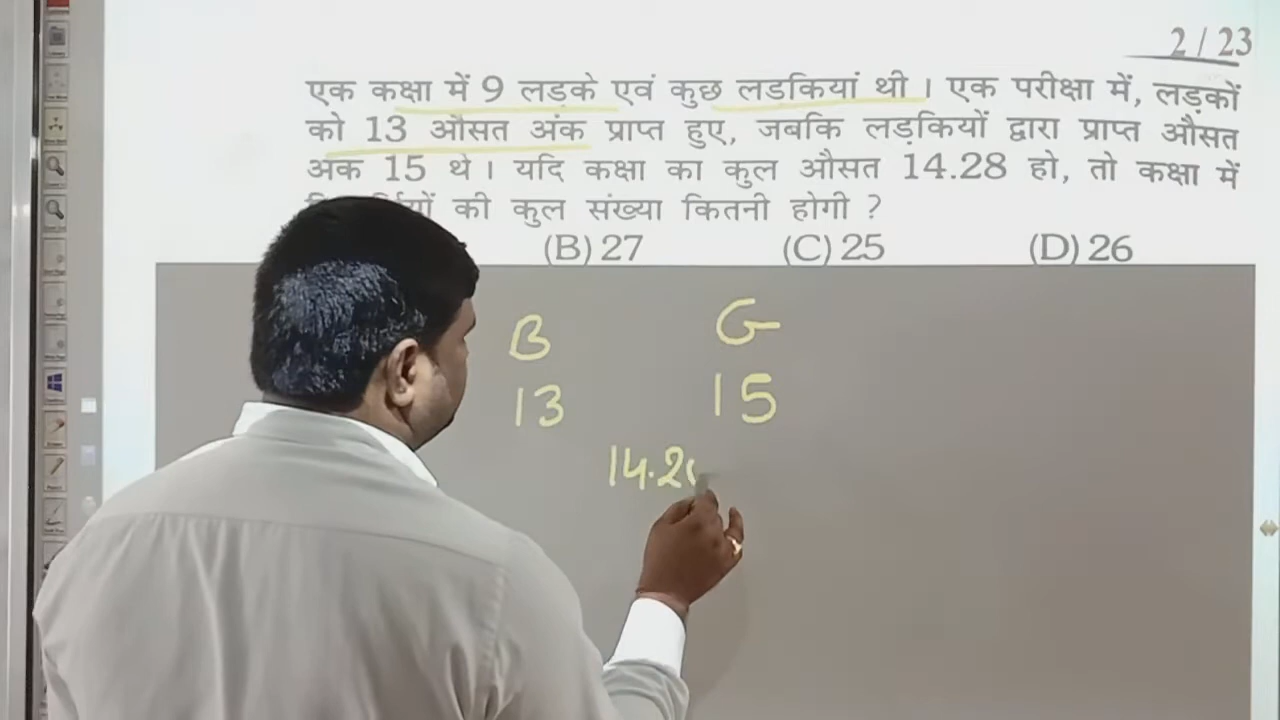 2 / 23
एक कक्षा में 9 लड़के एवं कुछ लडकियां थी । एक परीक्षा में, लड़कों
को 13 औसत अंक प्राप्त हुए, जबकि लड़कियों द्वारा प्राप्त औसत
अंक 15 थे । यदि कक्षा का कुल औसत 14.28 हो, तो कक्षा में
की कुल संख्या कितनी होगी ?
(B) 27 (C) 25 (D) 26
B G
13 15
14.2